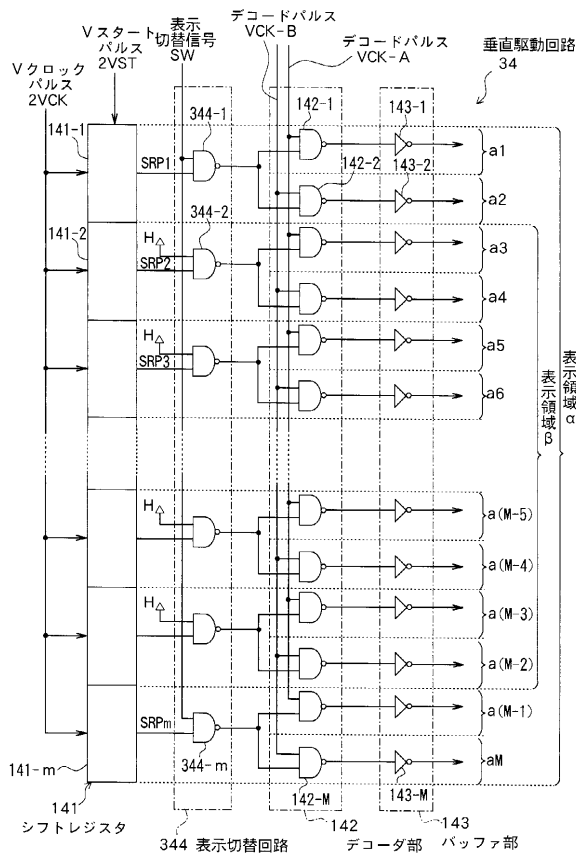 Vスタート
パルス
2VST
表示
切替信号
SW
デコードパルス
VCK-B
デコードパルス
VCK-A
垂直駆動回路
34
Vクロック
パルス
2VCK
141-1
344-1
142-1
143-1
SRP1
a1
142-2
143-2
a2
141-2
344-2
H
SRP2
a3
a4
H
SRP3
a5
a6
表示領域β
表示領域α
H
a(M-5)
a(M-4)
H
a(M-3)
a(M-2)
SRPm
a(M-1)
344-m
aM
141-m
142-M
143-M
141
シフトレジスタ
344 表示切替回路
142
デコーダ部
143
バッファ部